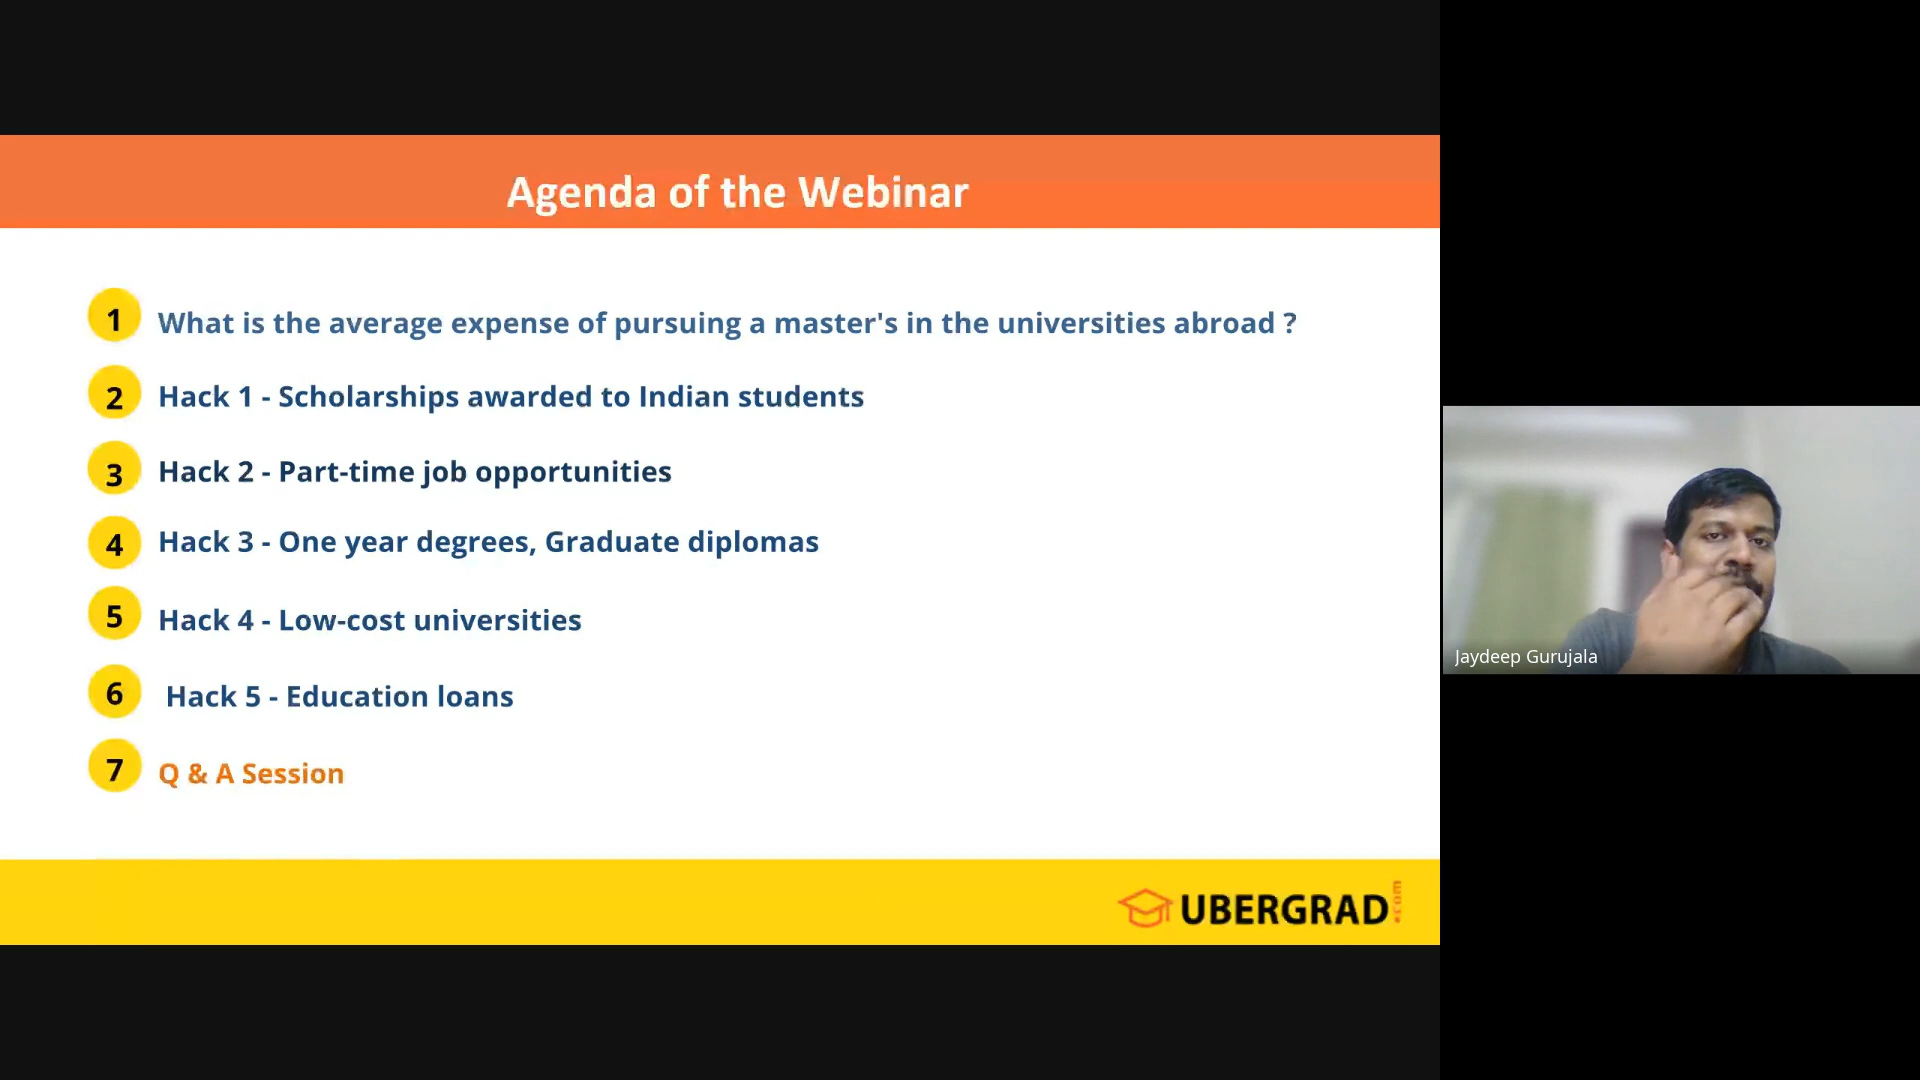 Agenda of the Webinar
1 What is the average expense of pursuing a master's in the universities abroad ?
2 Hack 1 - Scholarships awarded to Indian students
3 Hack 2 - Part-time job opportunities
4 Hack 3 - One year degrees, Graduate diplomas
5 Hack 4 - Low-cost universities
6 Hack 5 - Education loans
7 Q & A Session
UBERGRAD.com
Jaydeep Gurujala